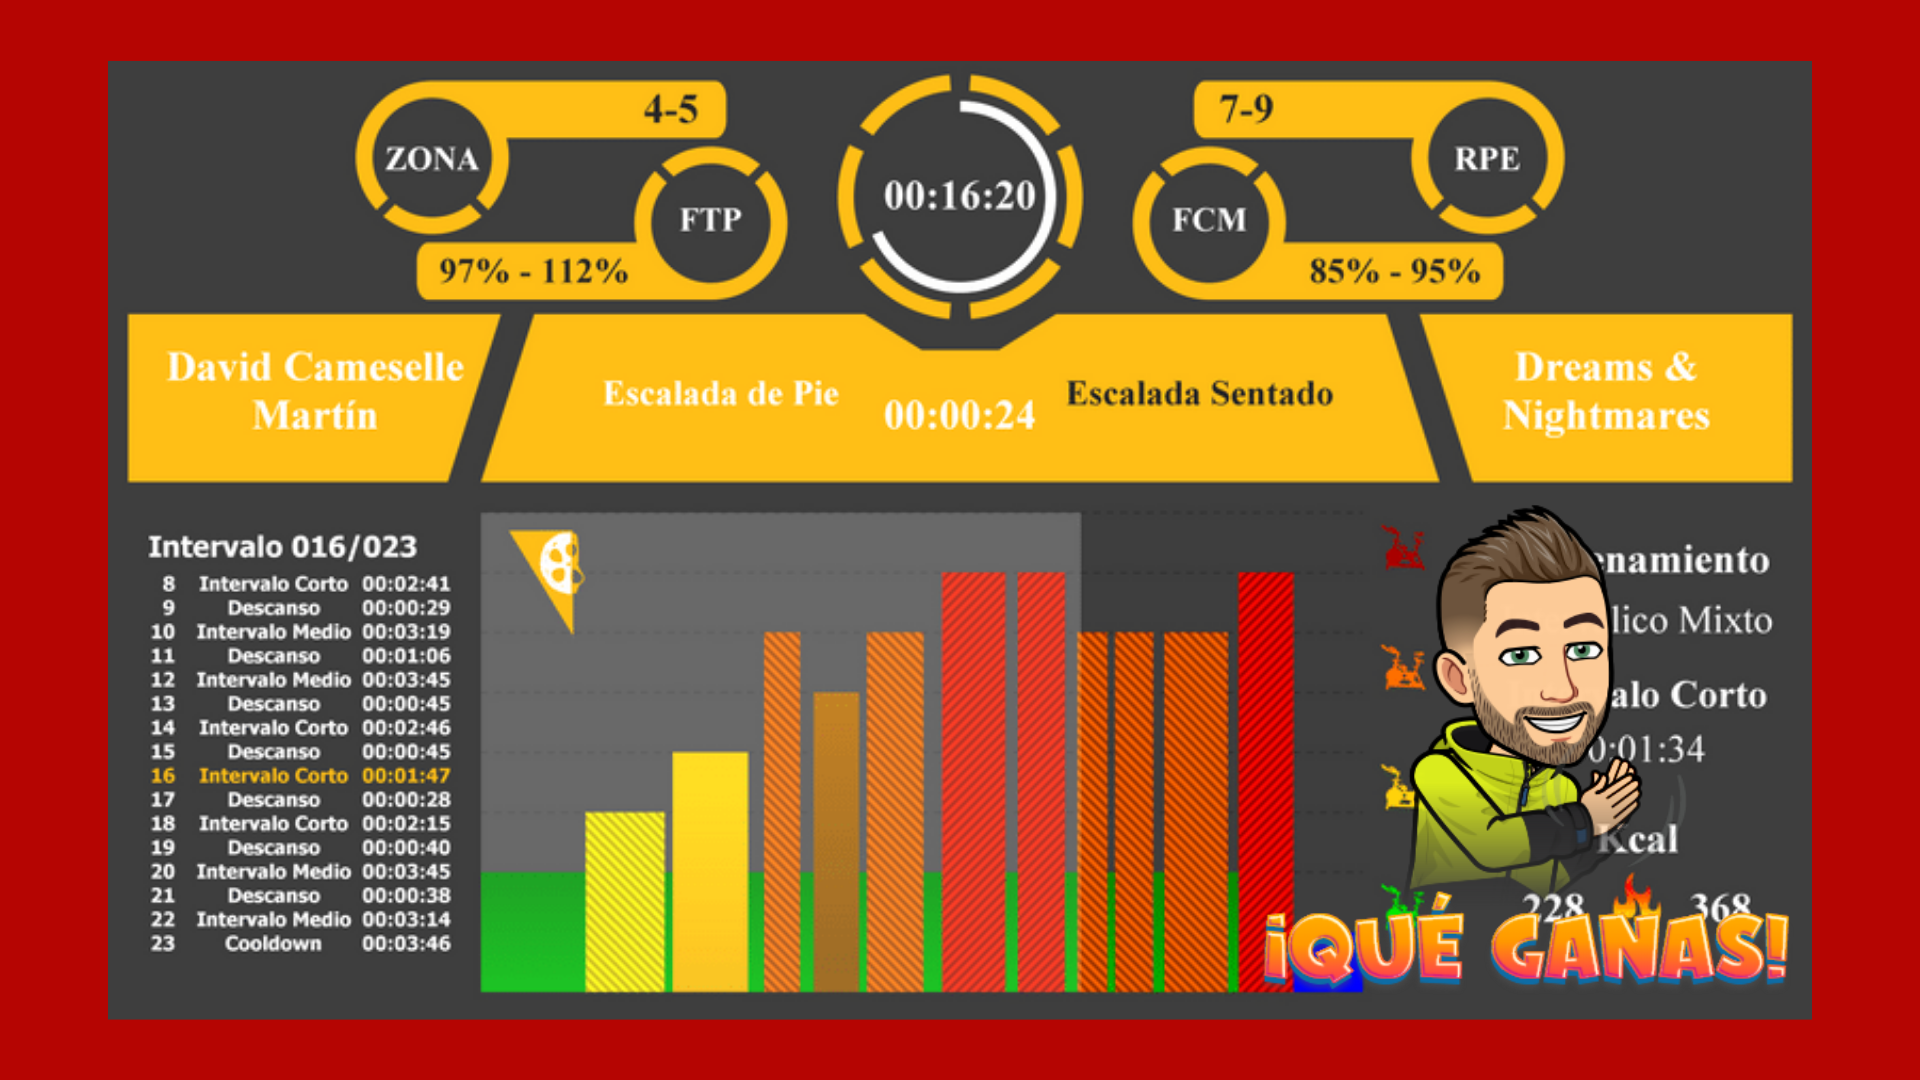 ZONA
4-5
FTP
97% - 112%
00:16:20
7-9
RPE
FCM
85% - 95%
David Cameselle
Martín
Escalada de Pie
00:00:24
Escalada Sentado
Dreams &
Nightmares
Intervalo 016/023
8 Intervalo Corto 00:02:41
9 Descanso 00:00:29
10 Intervalo Medio 00:03:19
11 Descanso 00:01:06
12 Intervalo Medio 00:03:45
13 Descanso 00:00:45
14 Intervalo Corto 00:02:46
15 Descanso 00:00:45
16 Intervalo Corto 00:01:47
17 Descanso 00:00:28
18 Intervalo Corto 00:02:15
19 Descanso 00:00:40
20 Intervalo Medio 00:03:45
21 Descanso 00:00:38
22 Intervalo Medio 00:03:14
23 Cooldown 00:03:46
Mixto
Corto
0:01:34
Kcal
228 368
¡QUÉ GANAS!